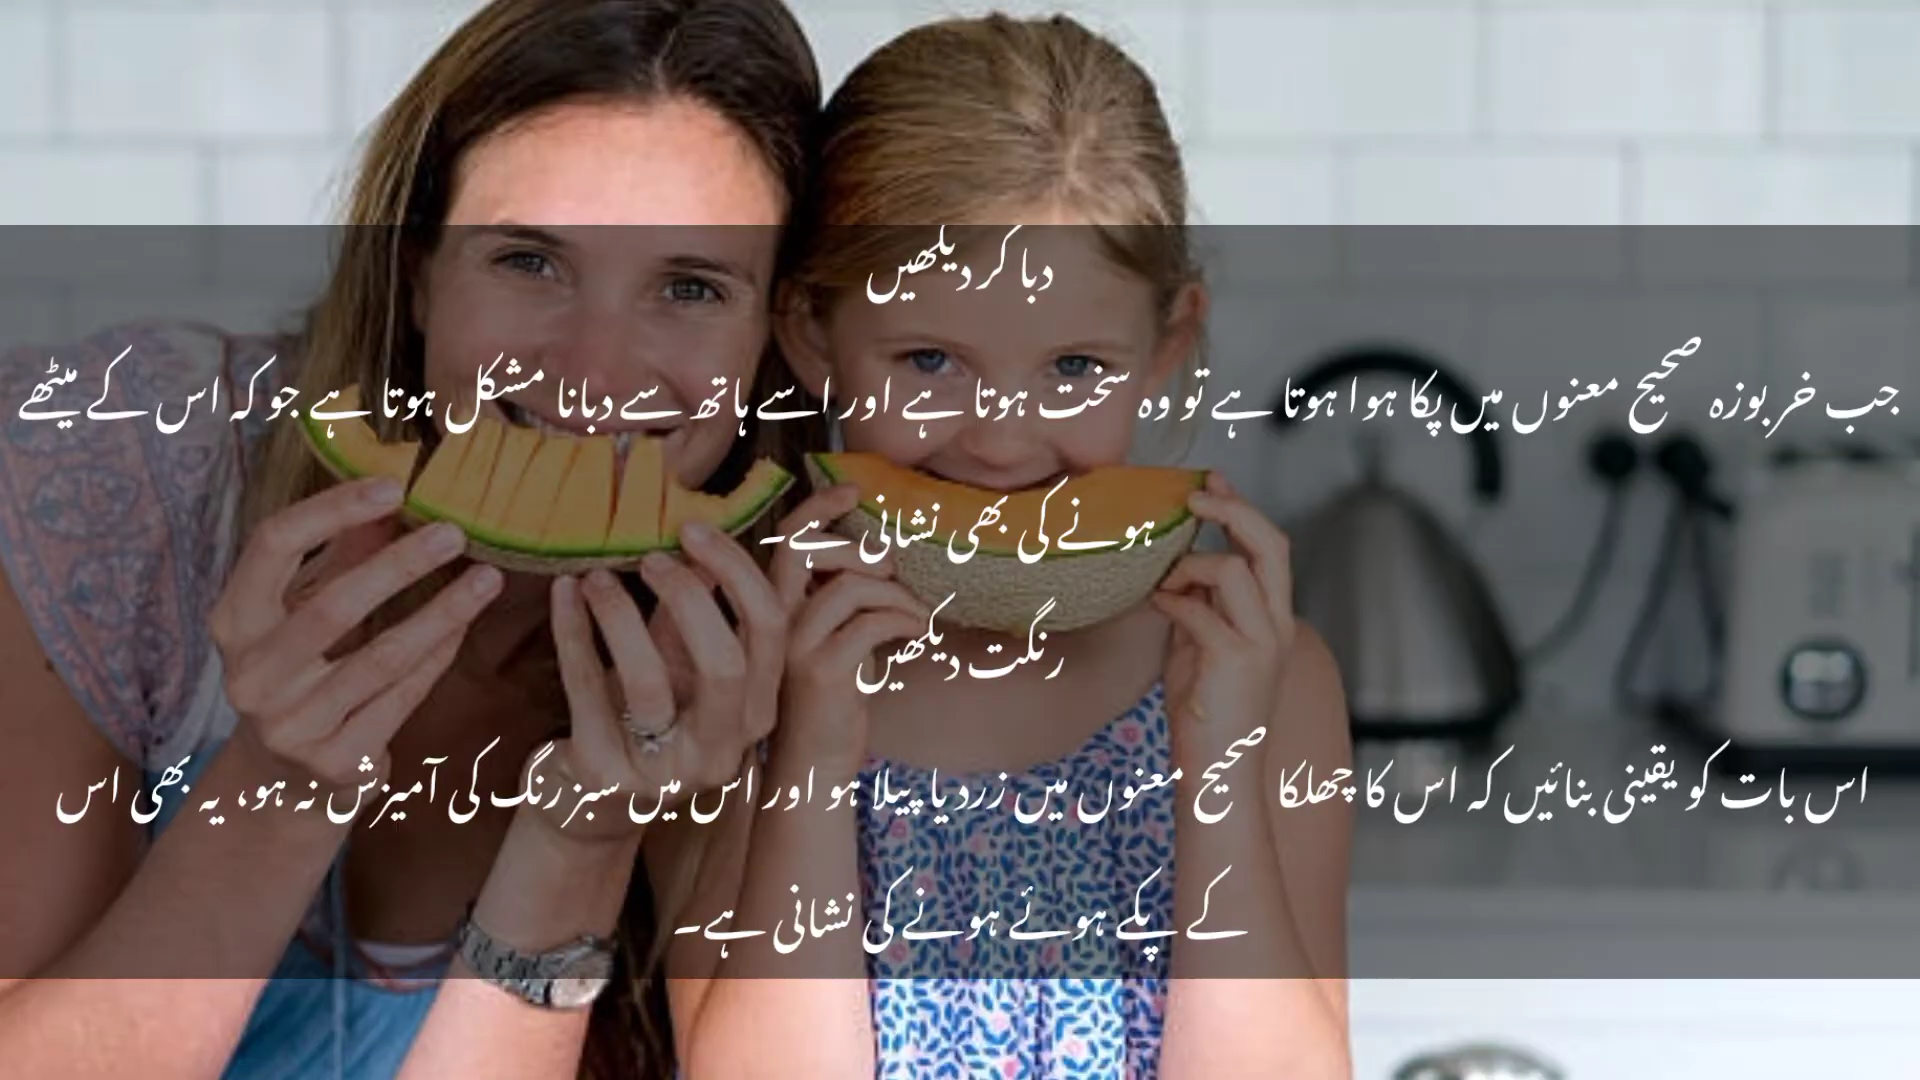 دبا کر دیکھیں
جب خربوزہ صحیح معنوں میں پکا ہوا ہوتا ہے تو وہ سخت ہوتا ہے اور اسے ہاتھ سے دبانا مشکل ہوتا ہے جو کہ اس کے میٹھے
ہونے کی بھی نشانی ہے۔
رنگت دیکھیں
اس بات کو یقینی بنائیں کہ اس کا چھلکا صحیح معنوں میں زرد یا پیلا ہو اور اس میں سبز رنگ کی آمیزش نہ ہو، یہ بھی اس
کے پکے ہوئے ہونے کی نشانی ہے۔